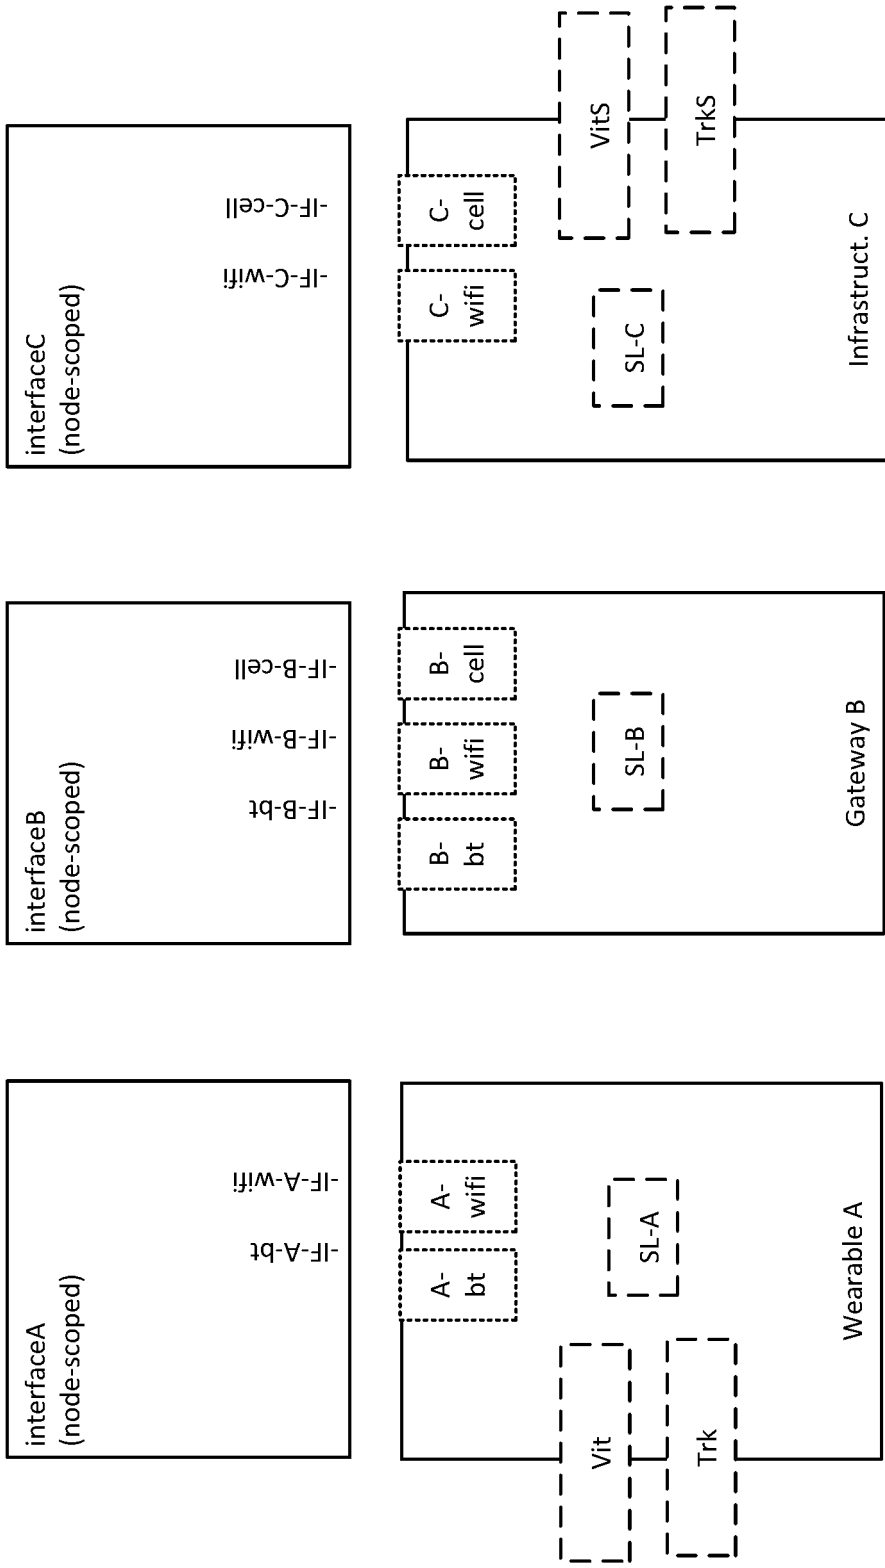 interfaceA
(node-scoped)
-IF-A-bt
-IF-A-wifi
interfaceB
(node-scoped)
-IF-B-bt
-IF-B-wifi
-IF-B-cell
interfaceC
(node-scoped)
-IF-C-wifi
-IF-C-cell
A-
bt
A-
wifi
Vit
Trk
SL-A
Wearable A
B-
bt
B-
wifi
B-
cell
SL-B
Gateway B
C-
wifi
C-
cell
VitS
TrkS
SL-C
Infrastruct. C